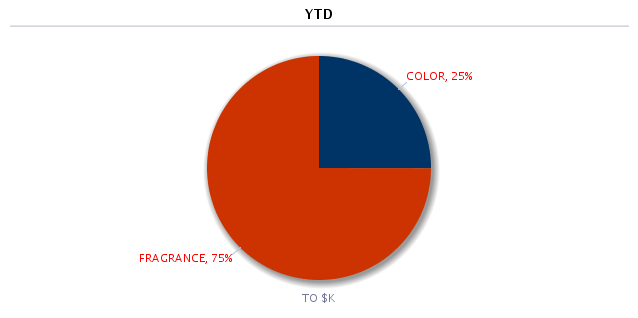 YTD
COLOR, 25%
FRAGRANCE, 75%
TO $K